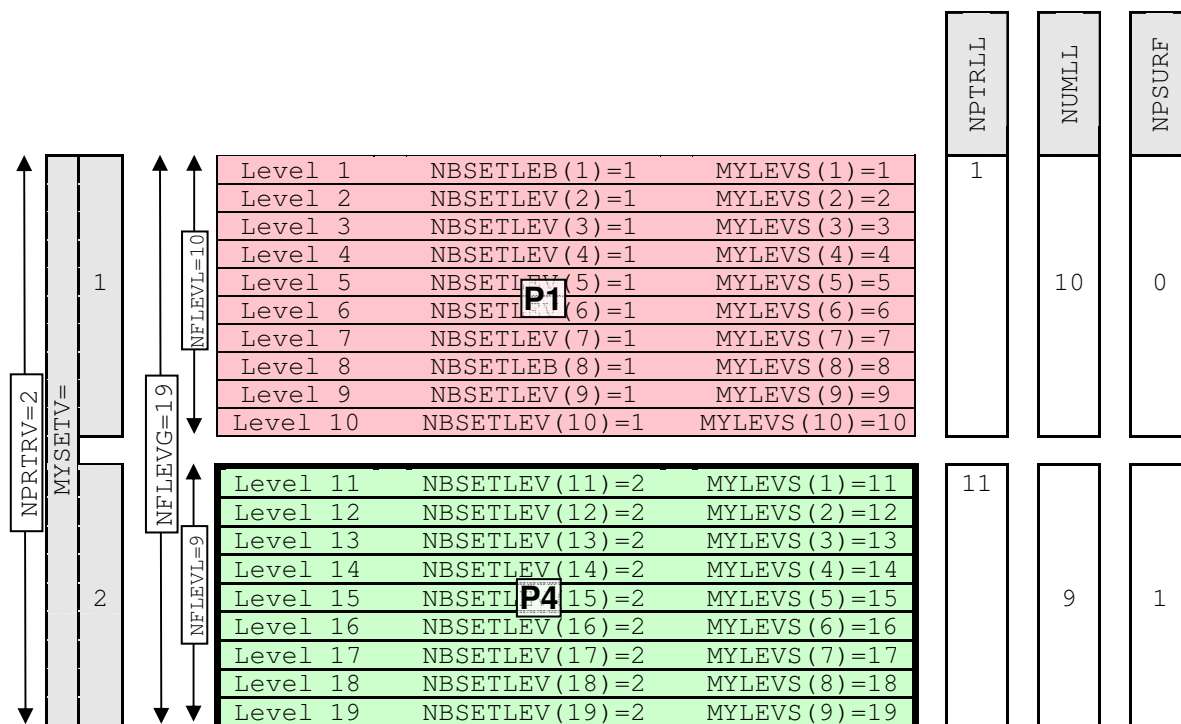 NPTRLL NUMLL NPSURF
Level 1 NBSETLEB(1)=1 MYLEVS(1)=1 1
Level 2 NBSETLEV(2)=1 MYLEVS(2)=2
Level 3 NBSETLEV(3)=1 MYLEVS(3)=3
Level 4 NBSETLEV(4)=1 MYLEVS(4)=4
1 Level 5 (5)=1 MYLEVS(5)=5 10 0
P1
Level 6 (6)=1 MYLEVS(6)=6
Level 7 NBSETLEV(7)=1 MYLEVS(7)=7
Level 8 NBSETLEB(8)=1 MYLEVS(8)=8
Level 9 NBSETLEV(9)=1 MYLEVS(9)=9
Level 10 NBSETLEV(10)=1 MYLEVS(10)=10
NFLEVL=10
NPRTRV=2
MYSETV=
NFLEVG=19
Level 11 NBSETLEV(11)=2 MYLEVS(1)=11 11
Level 12 NBSETLEV(12)=2 MYLEVS(2)=12
Level 13 NBSETLEV(13)=2 MYLEVS(3)=13
Level 14 NBSETLEV(14)=2 MYLEVS(4)=14
2 Level 15 P4 15)=2 MYLEVS(5)=15 9 1
Level 16 NBSETLEV(16)=2 MYLEVS(6)=16
Level 17 NBSETLEV(17)=2 MYLEVS(7)=17
Level 18 NBSETLEV(18)=2 MYLEVS(8)=18
Level 19 NBSETLEV(19)=2 MYLEVS(9)=19
NFLEVL=9